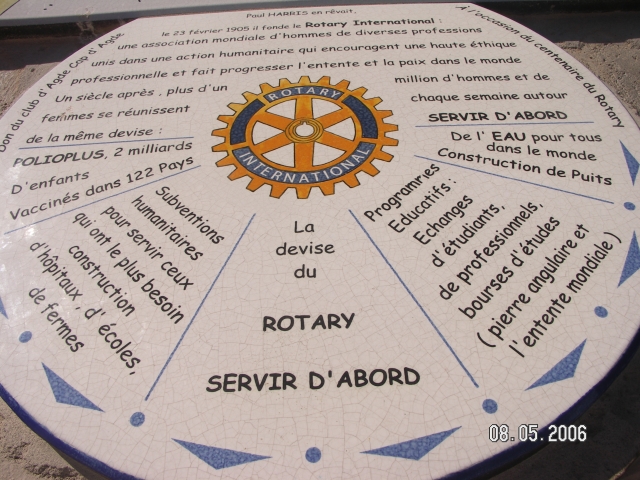 Don du club d'Agde Cap d'Agde
A l'occasion du centenaire du Rotary
Paul HARRIS en rêvait,
le 23 février 1905 il fonde le Rotary International :
une association mondiale d'hommes de diverses professions
unis dans une action humanitaire qui encouragent une haute éthique
professionnelle et fait progresser l'entente et la paix dans le monde
Un siècle après , plus d'un million d'hommes et de
femmes se réunissent chaque semaine autour
de la même devise : SERVIR D'ABORD
ROTARY
INTERNATIONAL
POLIOPLUS, 2 milliards
D'enfants
Vaccinés dans 122 Pays
De l' EAU pour tous
dans le monde
Construction de Puits
Subventions
humanitaires
pour servir ceux
qui ont le plus besoin
construction
d'hôpitaux, d' écoles,
de fermes
La
devise
du
ROTARY
SERVIR D'ABORD
Programmes
Educatifs :
Echanges
d'étudiants,
de professionnels,
bourses d'études
( pierre angulaire et
l'entente mondiale )
08.05.2006